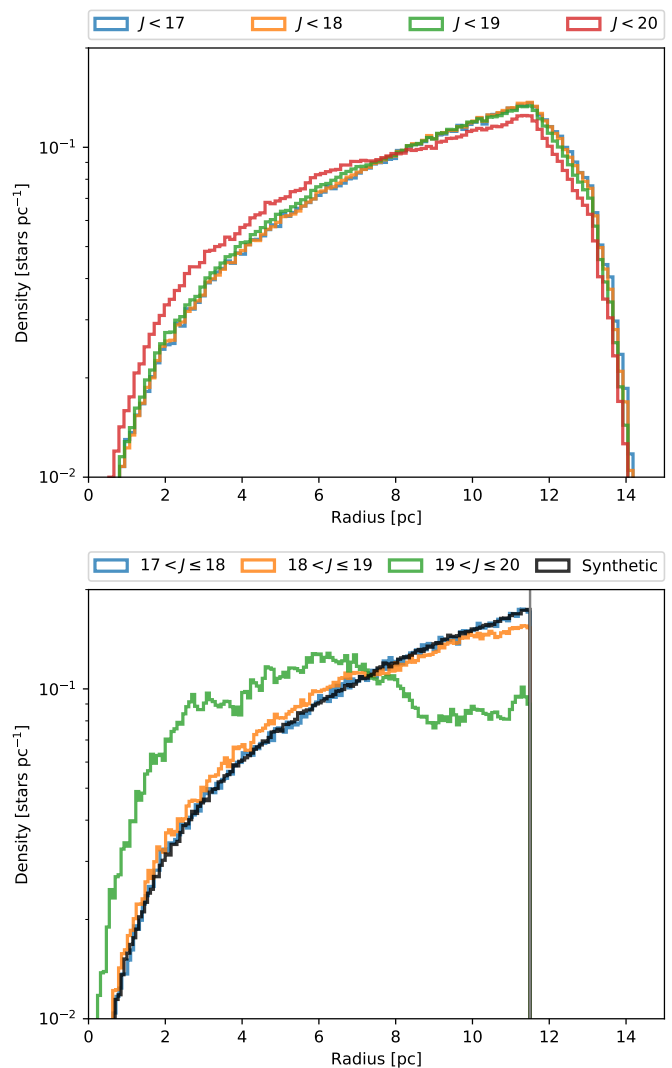 J < 17 J < 18 J < 19 J < 20
10⁻¹
10⁻²
Density [stars pc⁻¹]
0 2 4 6 8 10 12 14
Radius [pc]
17 < J ≤ 18 18 < J ≤ 19 19 < J ≤ 20 Synthetic
10⁻¹
10⁻²
Density [stars pc⁻¹]
0 2 4 6 8 10 12 14
Radius [pc]